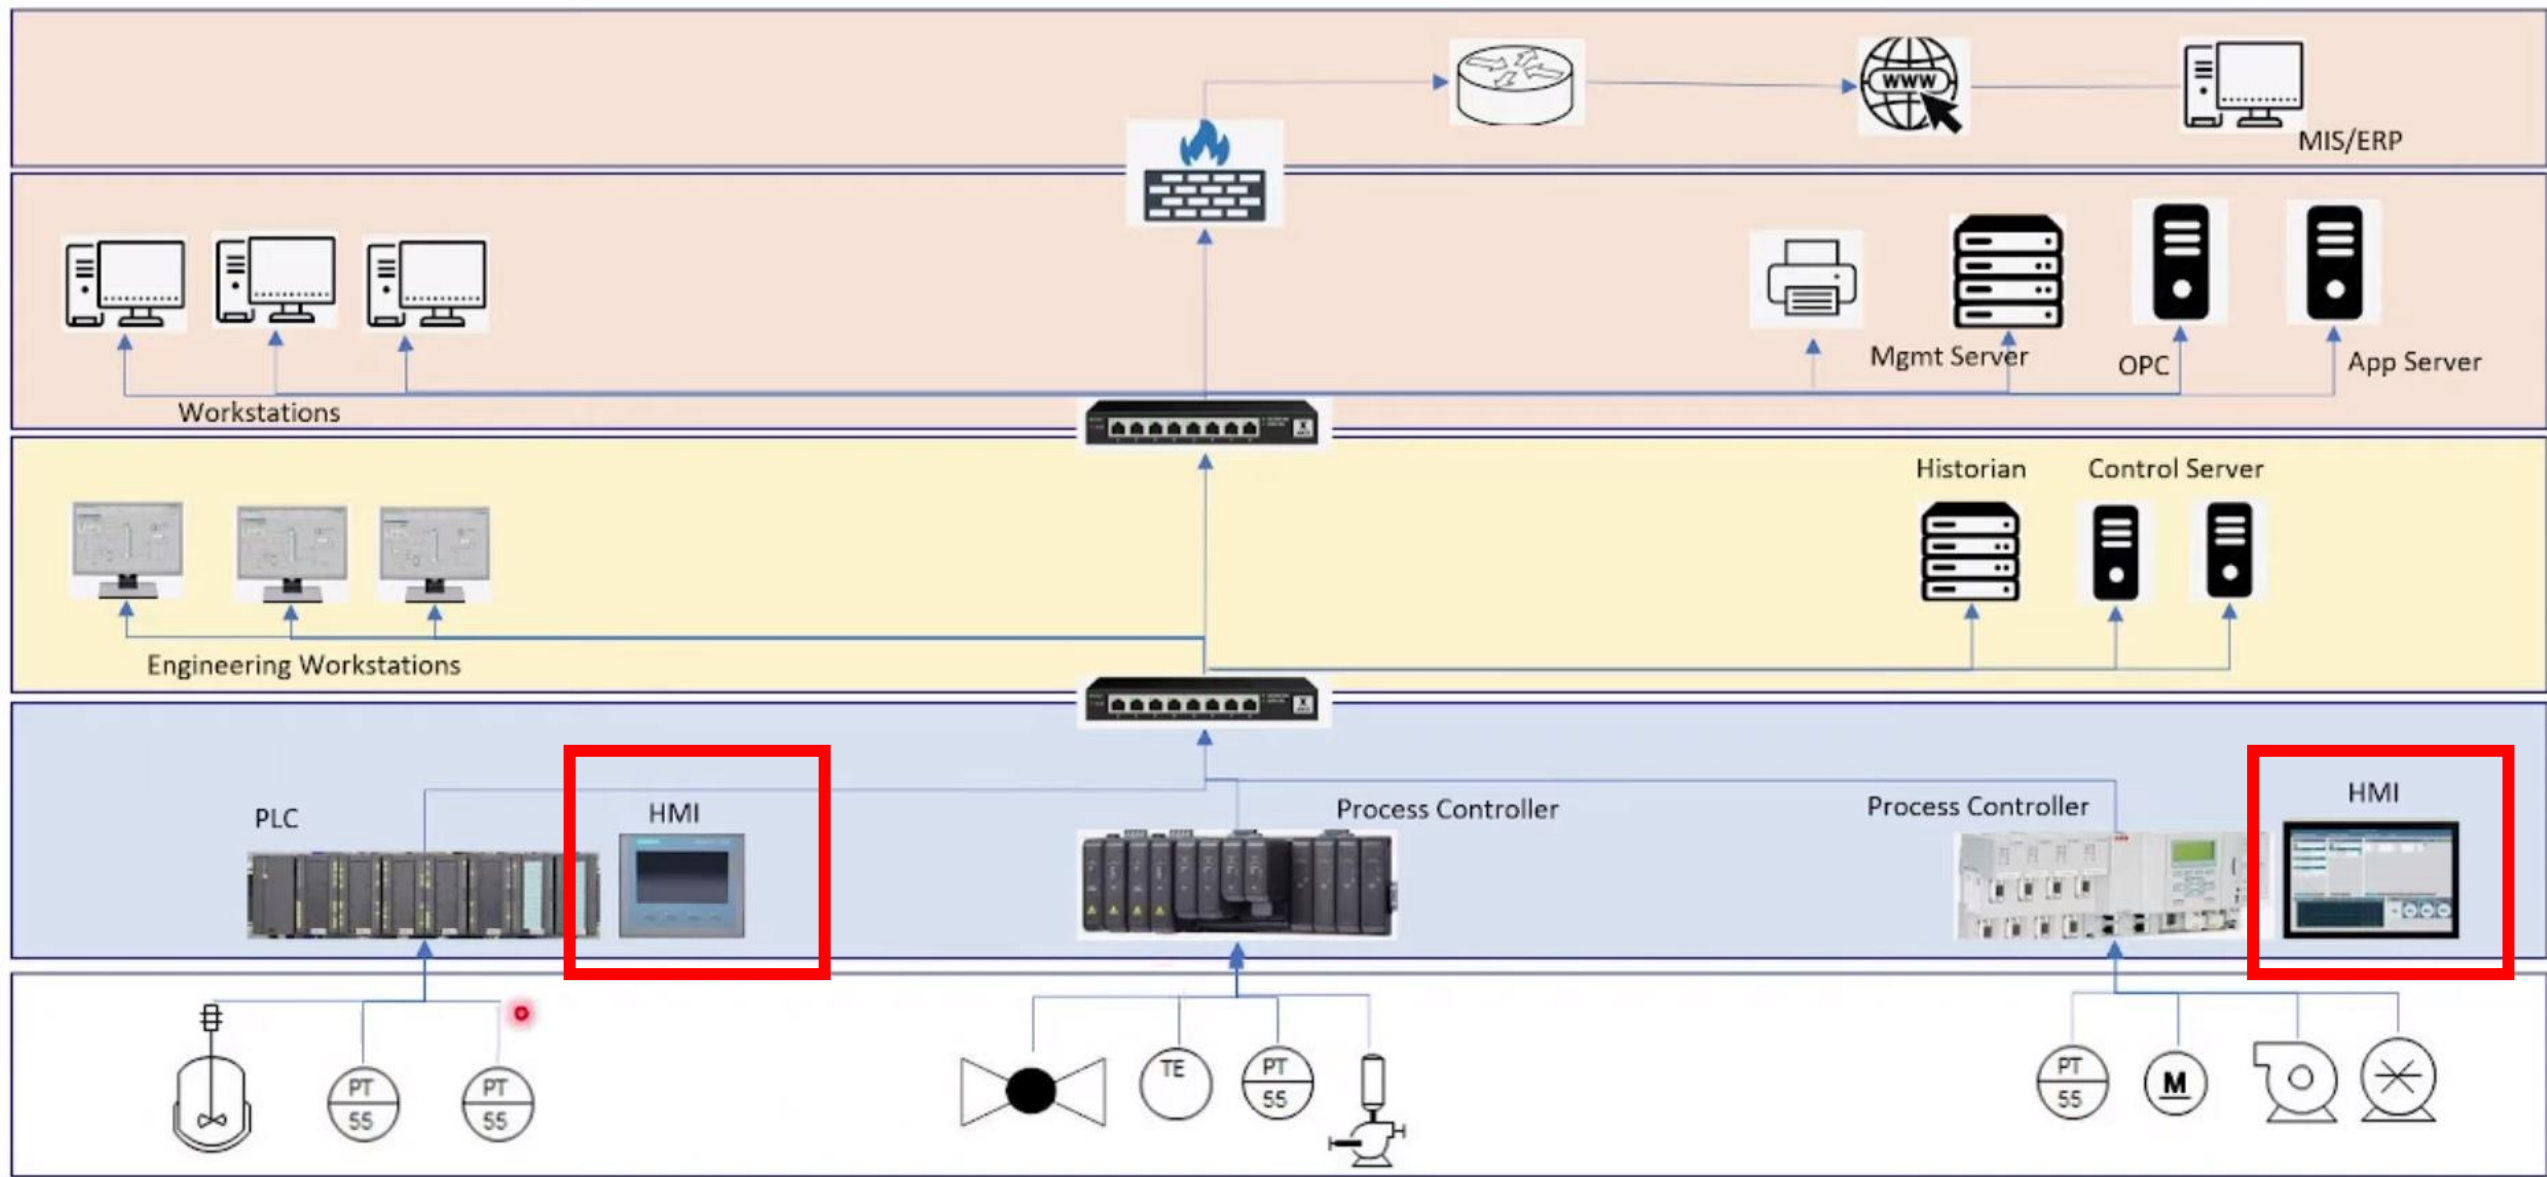 WWW
MIS/ERP
Mgmt Server
OPC
App Server
Workstations
Historian
Control Server
Engineering Workstations
PLC
HMI
Process Controller
Process Controller
HMI
PT
55
PT
55
TE
PT
55
PT
55
M